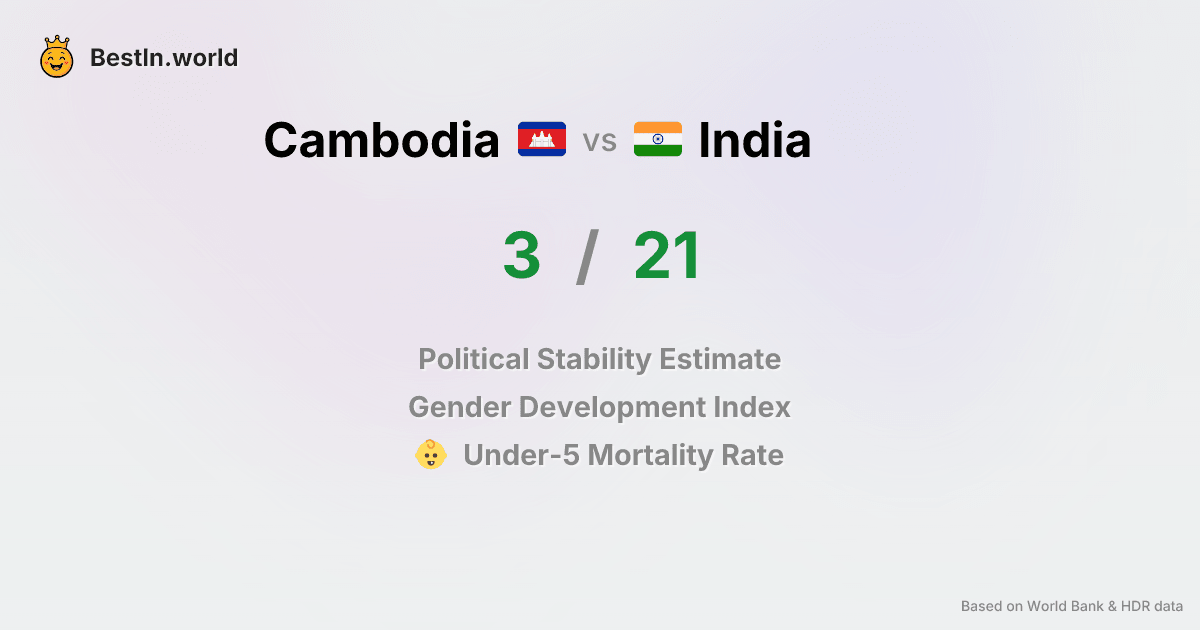 BestIn.world
Cambodia vs India
3 / 21
Political Stability Estimate
Gender Development Index
Under-5 Mortality Rate
Based on World Bank & HDR data